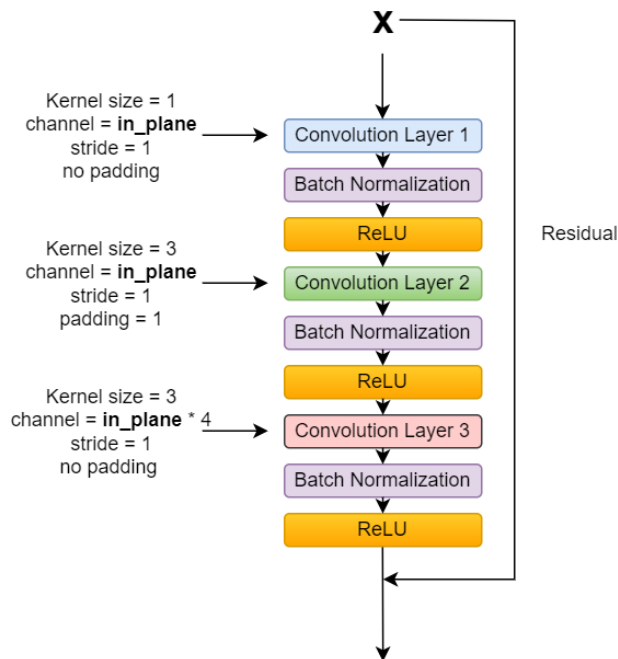 X
Kernel size = 1
channel = in_plane
stride = 1
no padding
Convolution Layer 1
Batch Normalization
ReLU
Residual
Kernel size = 3
channel = in_plane
stride = 1
padding = 1
Convolution Layer 2
Batch Normalization
ReLU
Kernel size = 3
channel = in_plane * 4
stride = 1
no padding
Convolution Layer 3
Batch Normalization
ReLU